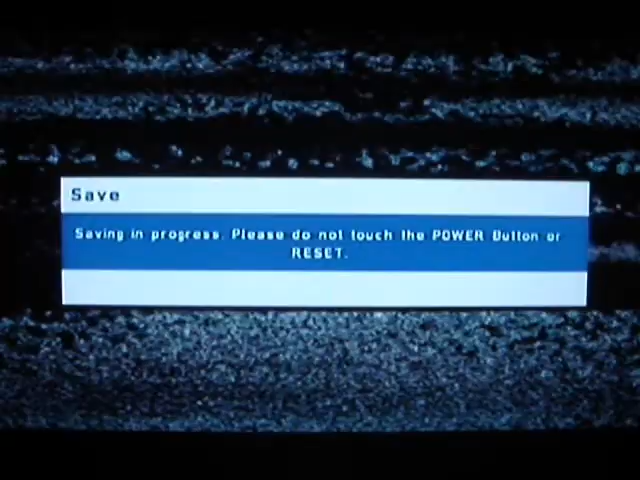 Save
Saving in progress. Please do not touch the POWER Button or
RESET.